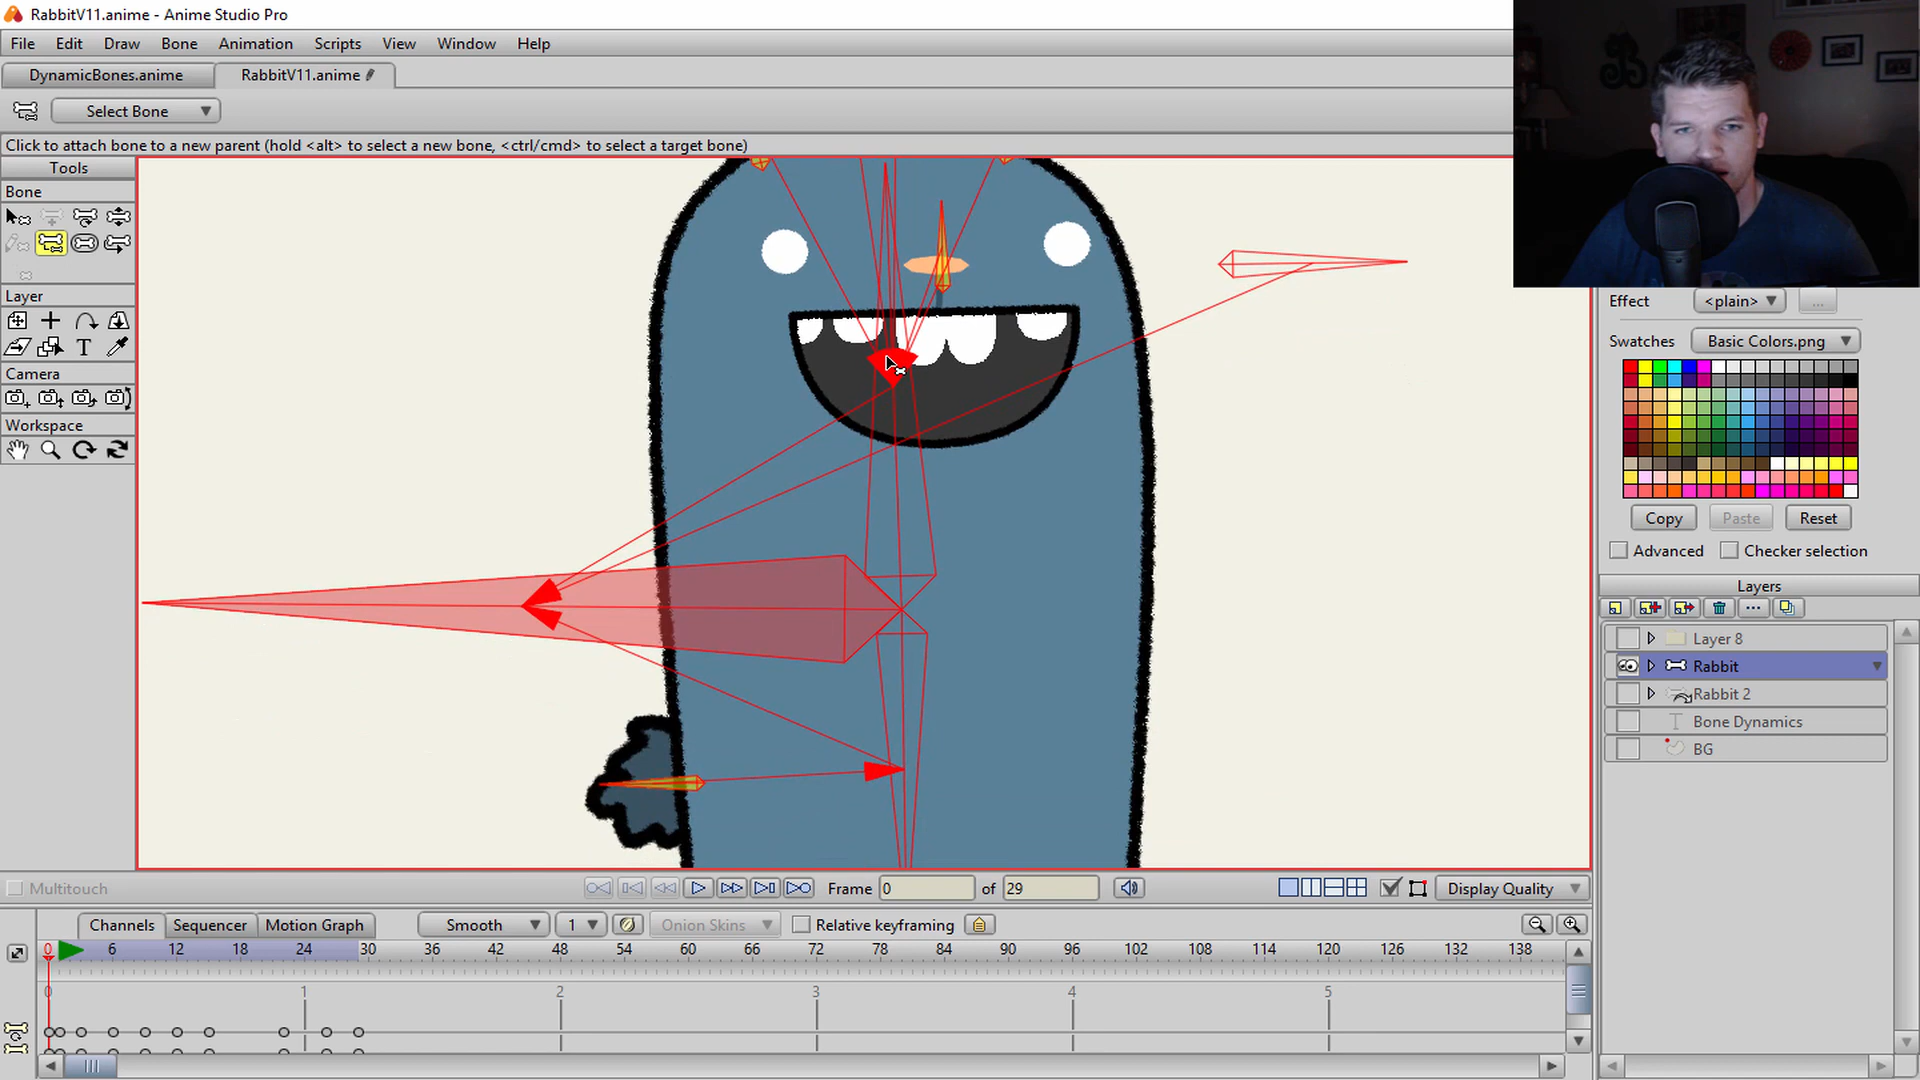 RabbitV11.anime - Anime Studio Pro
File Edit Draw Bone Animation Scripts View Window Help
DynamicBones.anime RabbitV11.anime
Select Bone
Click to attach bone to a new parent (hold <alt> to select a new bone, <ctrl/cmd> to select a target bone)
Tools
Bone
Layer
T
Camera
Workspace
Effect <plain> ...
Swatches Basic Colors.png
Copy Paste Reset
Advanced Checker selection
Layers
Layer 8
Rabbit
Rabbit 2
T Bone Dynamics
BG
Multitouch Frame 0 of 29 Display Quality
Channels Sequencer Motion Graph Smooth 1 Onion Skins Relative keyframing
0 6 12 18 24 30 36 42 48 54 60 66 72 78 84 90 96 102 108 114 120 126 132 138
0 1 2 3 4 5